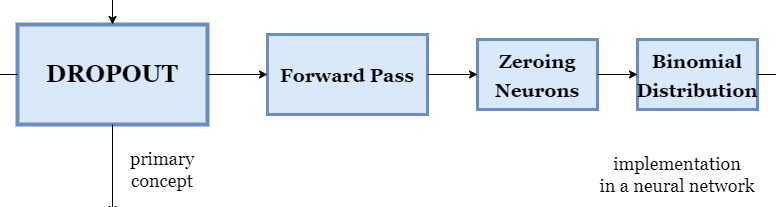 DROPOUT
Forward Pass
Zeroing
Neurons
Binomial
Distribution
primary
concept
implementation
in a neural network